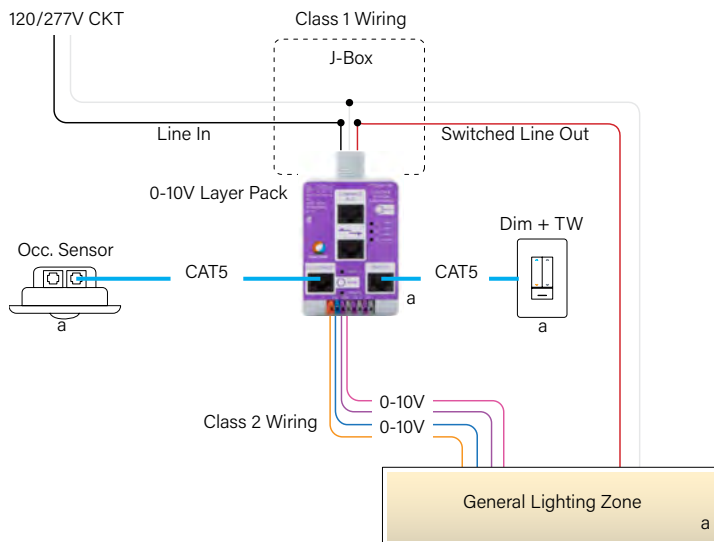 120/277V CKT
Class 1 Wiring
J-Box
Line In
Switched Line Out
0-10V Layer Pack
Dim + TW
Occ. Sensor
CAT5
CAT5
a
a
a
0-10V
Class 2 Wiring
0-10V
General Lighting Zone
a